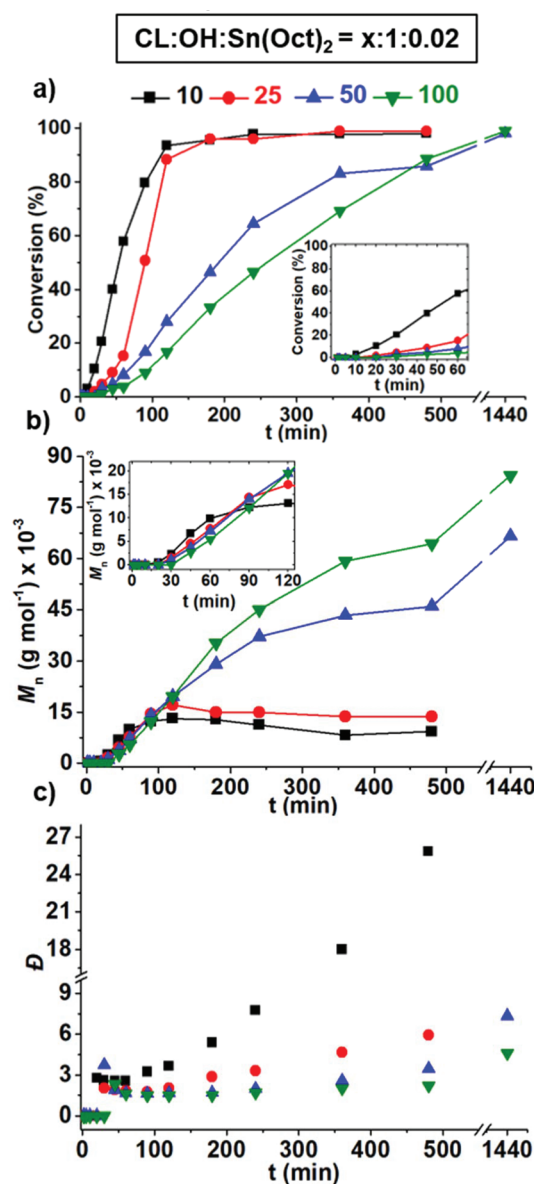 CL:OH:Sn(Oct)₂ = x:1:0.02
a)
10 25 50 100
100
80
60
40
20
0
Conversion (%)
0 100 200 300 400 500 1440
t (min)
100
80
60
40
20
0
Conversion (%)
0 10 20 30 40 50 60
t (min)
b)
90
75
60
45
30
15
0
Mₙ (g mol⁻¹) x 10⁻³
0 100 200 300 400 500 1440
t (min)
20
15
10
5
0
Mₙ (g mol⁻¹) x 10⁻³
0 30 60 90 120
t (min)
c)
27
24
21
18
9
6
3
0
Đ
0 100 200 300 400 500 1440
t (min)